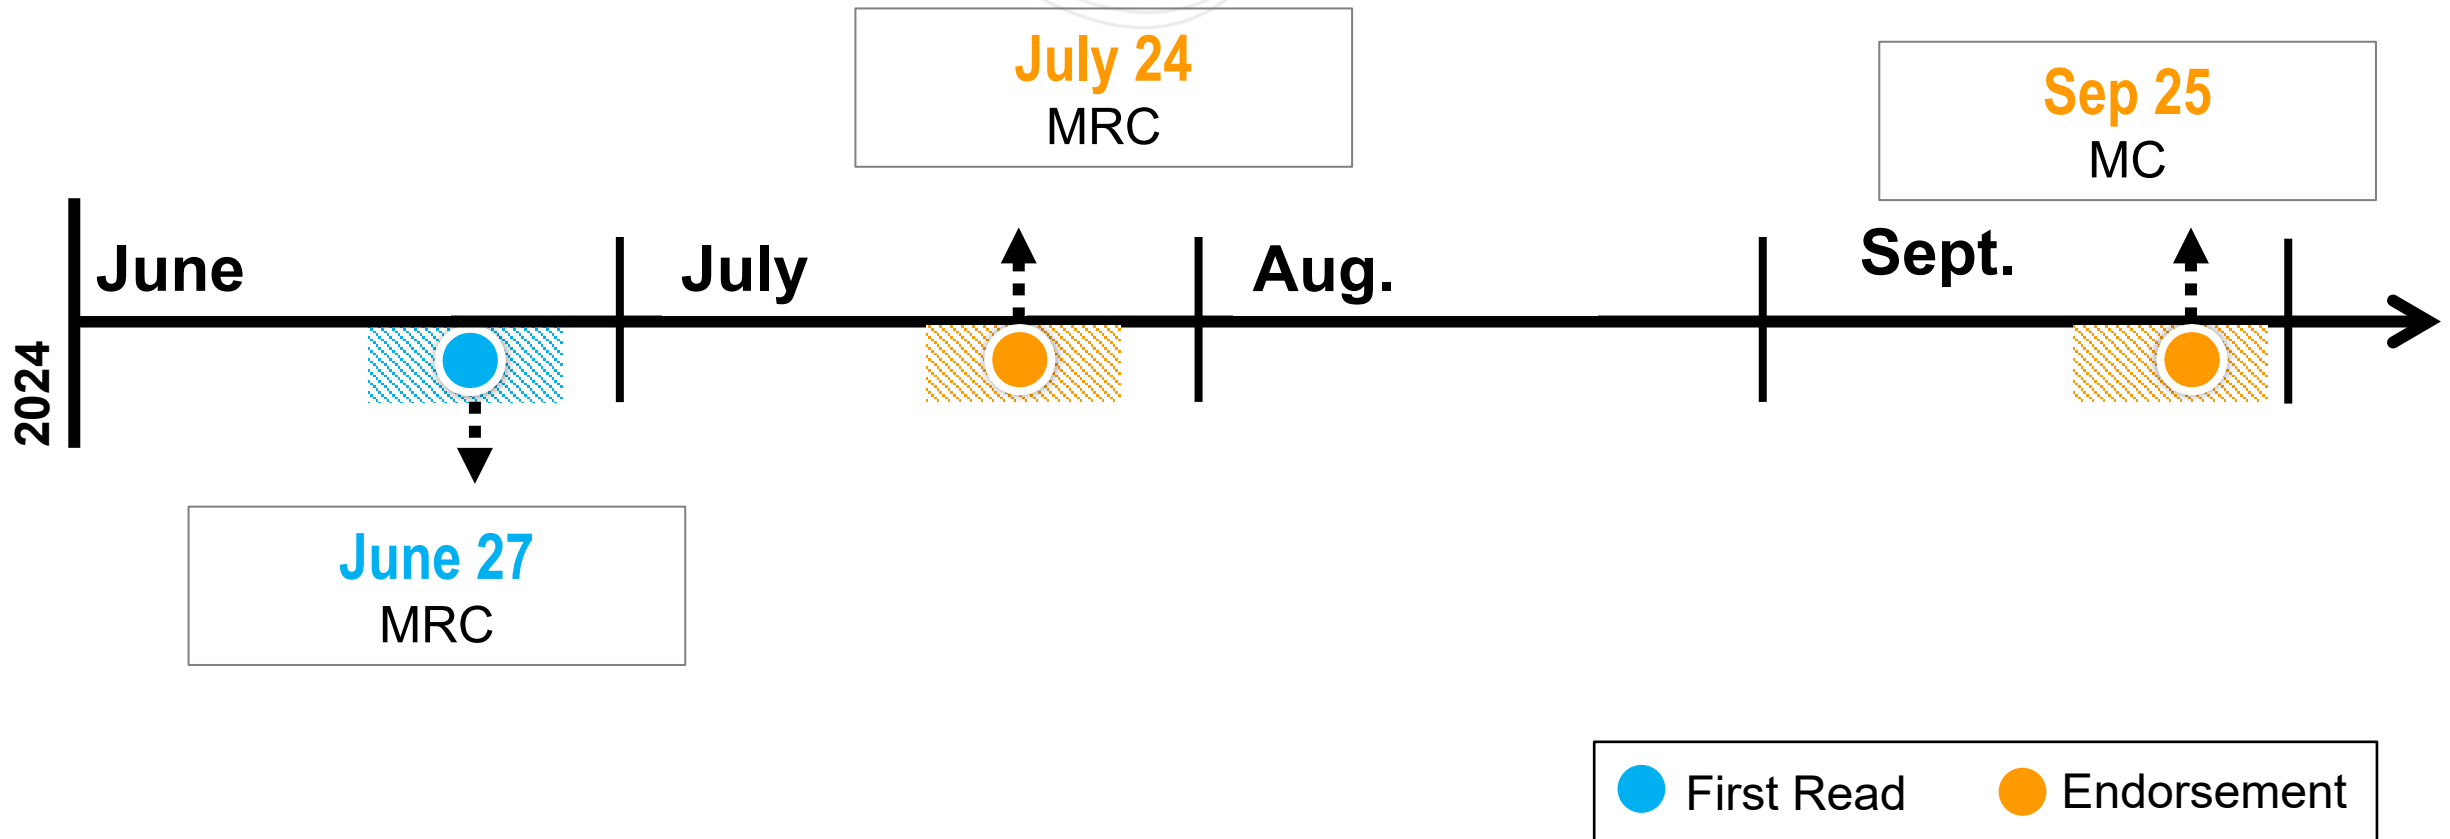 July 24
MRC
Sep 25
MC
June
July
Aug.
Sept.
2024
June 27
MRC
First Read
Endorsement